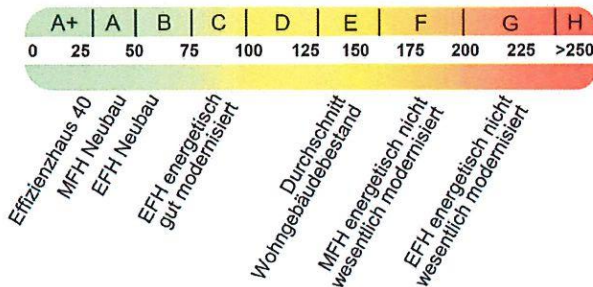 A+ A B C D E F G H
0 25 50 75 100 125 150 175 200 225 >250
Effizienzhaus 40
MFH Neubau
EFH Neubau
EFH energetisch
gut modernisiert
Durchschnitt
Wohngebäudebestand
MFH energetisch nicht
wesentlich modernisiert
EFH energetisch nicht
wesentlich modernisiert